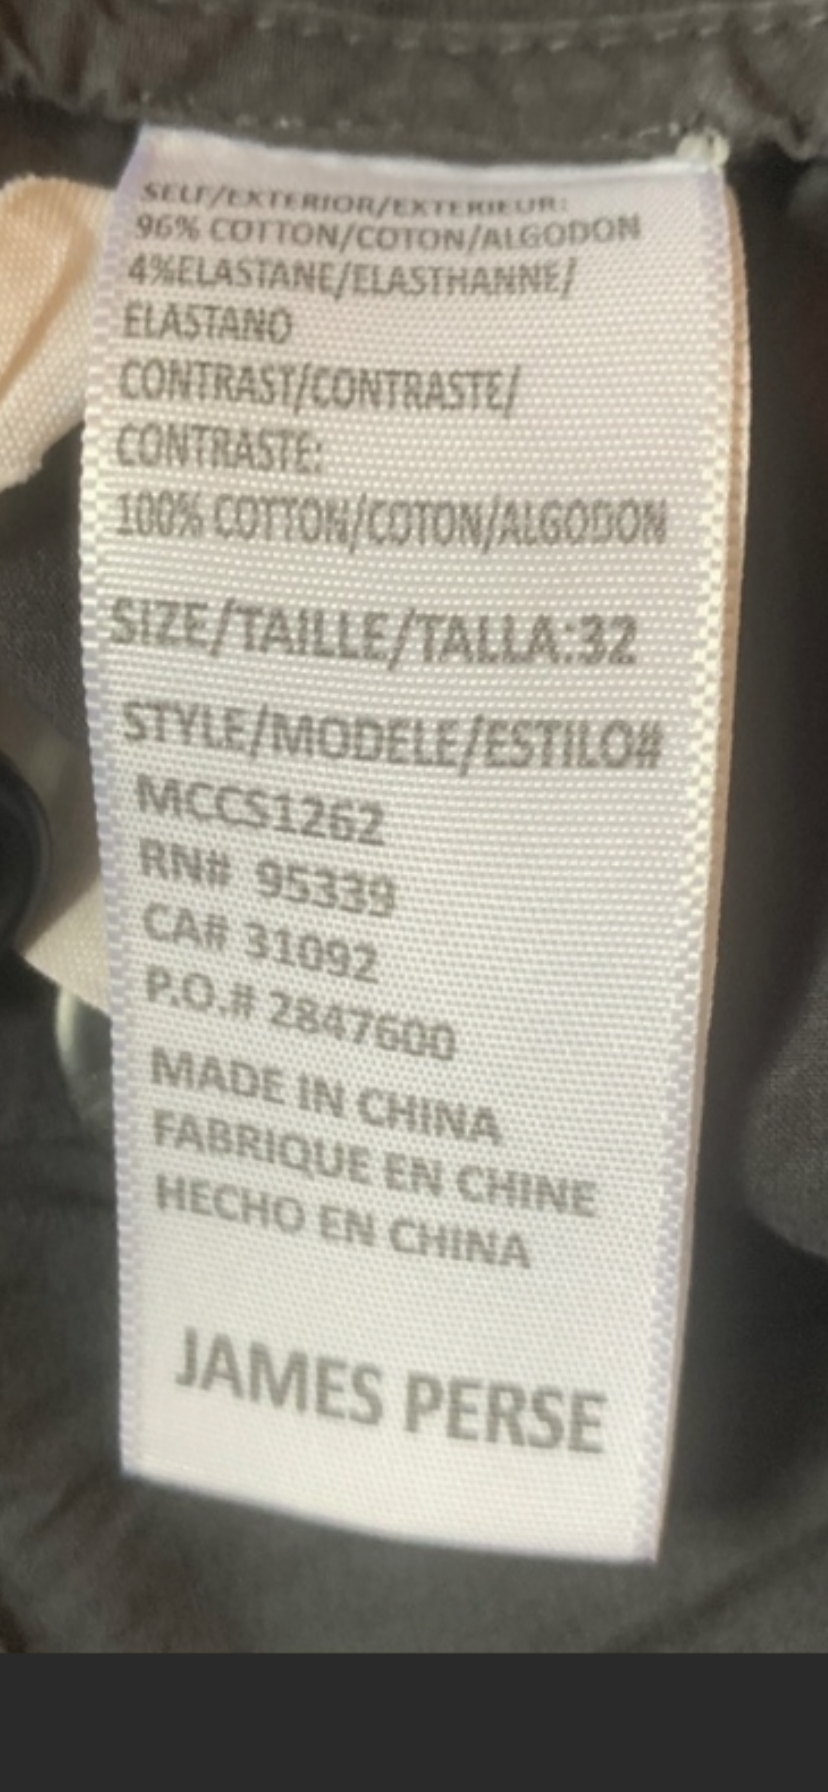 SELF/EXTERIOR/EXTERIEUR:
96% COTTON/COTON/ALGODON
4%ELASTANE/ELASTHANNE/
ELASTANO
CONTRAST/CONTRASTE/
CONTRASTE:
100% COTTON/COTON/ALGODON
SIZE/TAILLE/TALLA:32
STYLE/MODELE/ESTILO#
MCCS1262
RN# 95339
CA# 31092
P.O.# 2847600
MADE IN CHINA
FABRIQUE EN CHINE
HECHO EN CHINA
JAMES PERSE